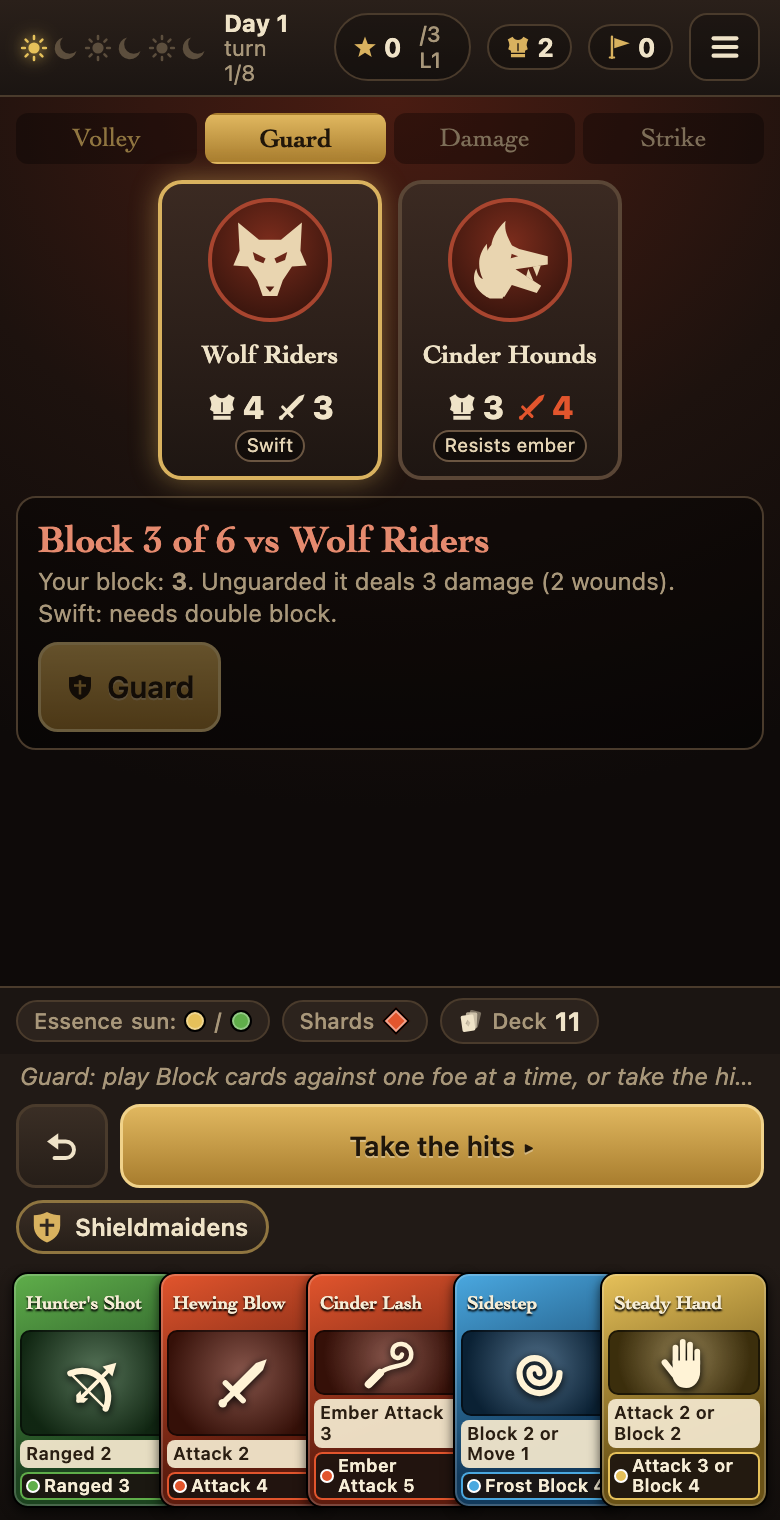 Day 1
turn
1/8
0
/3
L1
2
0
Volley
Guard
Damage
Strike
Wolf Riders
4 3
Swift
Cinder Hounds
3 4
Resists ember
Block 3 of 6 vs Wolf Riders
Your block: 3. Unguarded it deals 3 damage (2 wounds).
Swift: needs double block.
Guard
Essence sun: /
Shards
Deck 11
Guard: play Block cards against one foe at a time, or take the hi...
Take the hits ▸
Shieldmaidens
Hunter's Shot
Ranged 2
Ranged 3
Hewing Blow
Attack 2
Attack 4
Cinder Lash
Ember Attack
3
Ember
Attack 5
Sidestep
Block 2 or
Move 1
Frost Block 4
Steady Hand
Attack 2 or
Block 2
Attack 3 or
Block 4